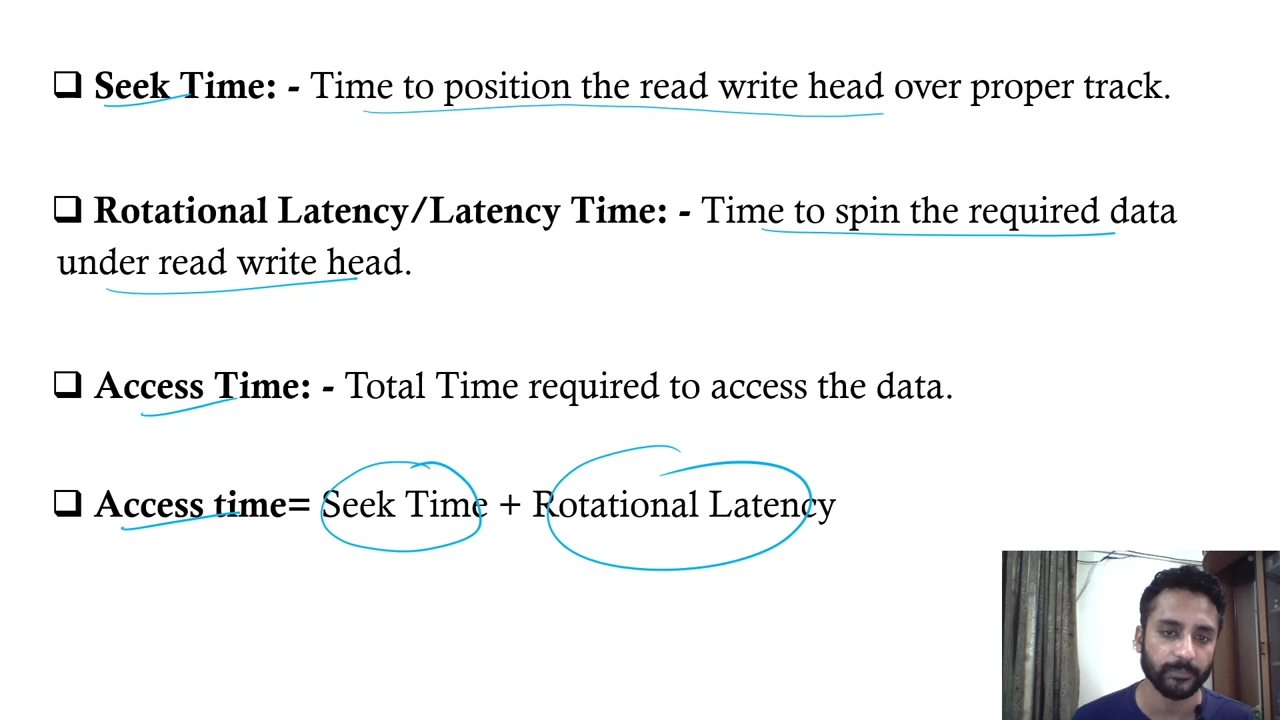 ❑ Seek Time: - Time to position the read write head over proper track.
❑ Rotational Latency/Latency Time: - Time to spin the required data
under read write head.
❑ Access Time: - Total Time required to access the data.
❑ Access time= Seek Time + Rotational Latency